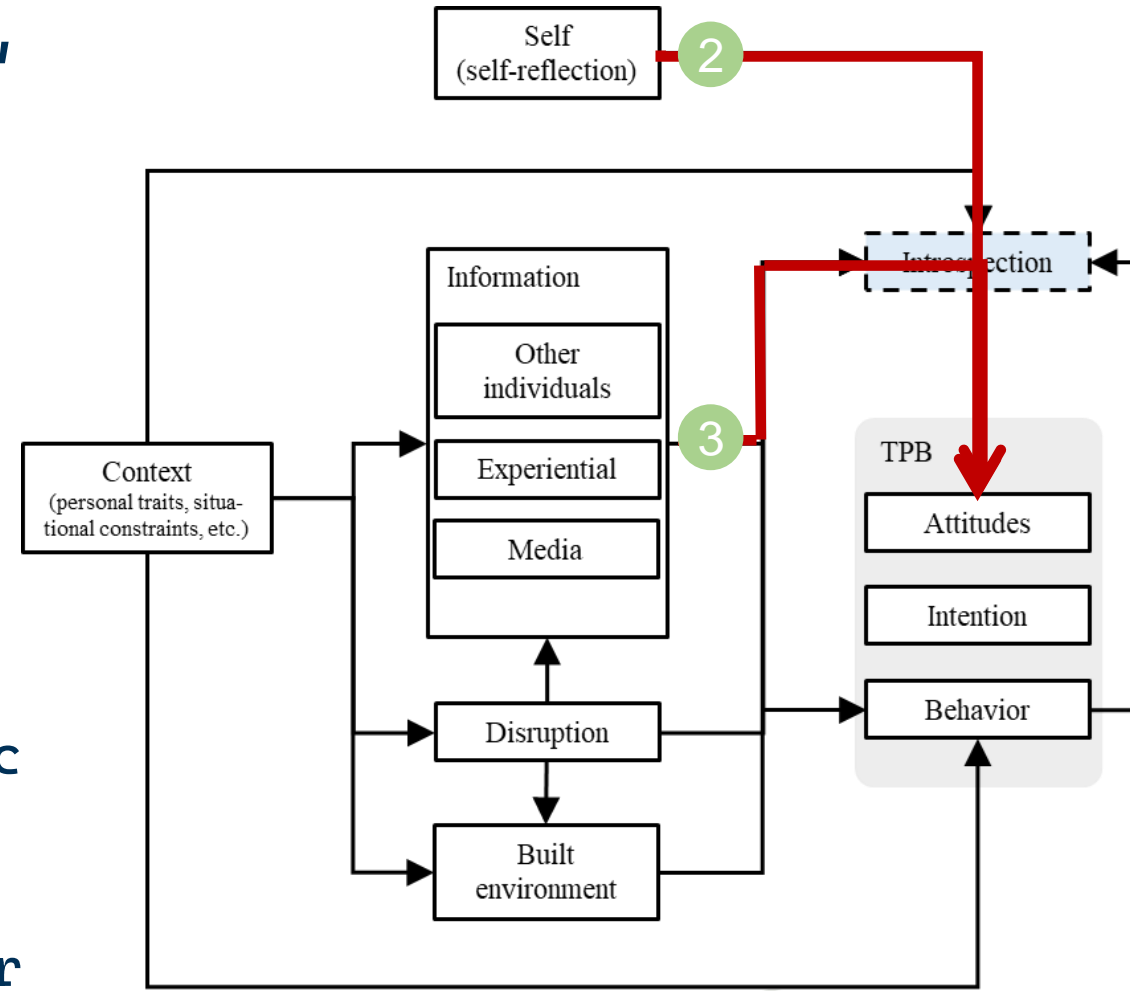 Self
(self-reflection)
2
Introspection
Information
Other
individuals
3
TPB
Experiential
Context
(personal traits, situa-
tional constraints, etc.)
Attitudes
Media
Intention
Behavior
Disruption
c
Built
environment
r